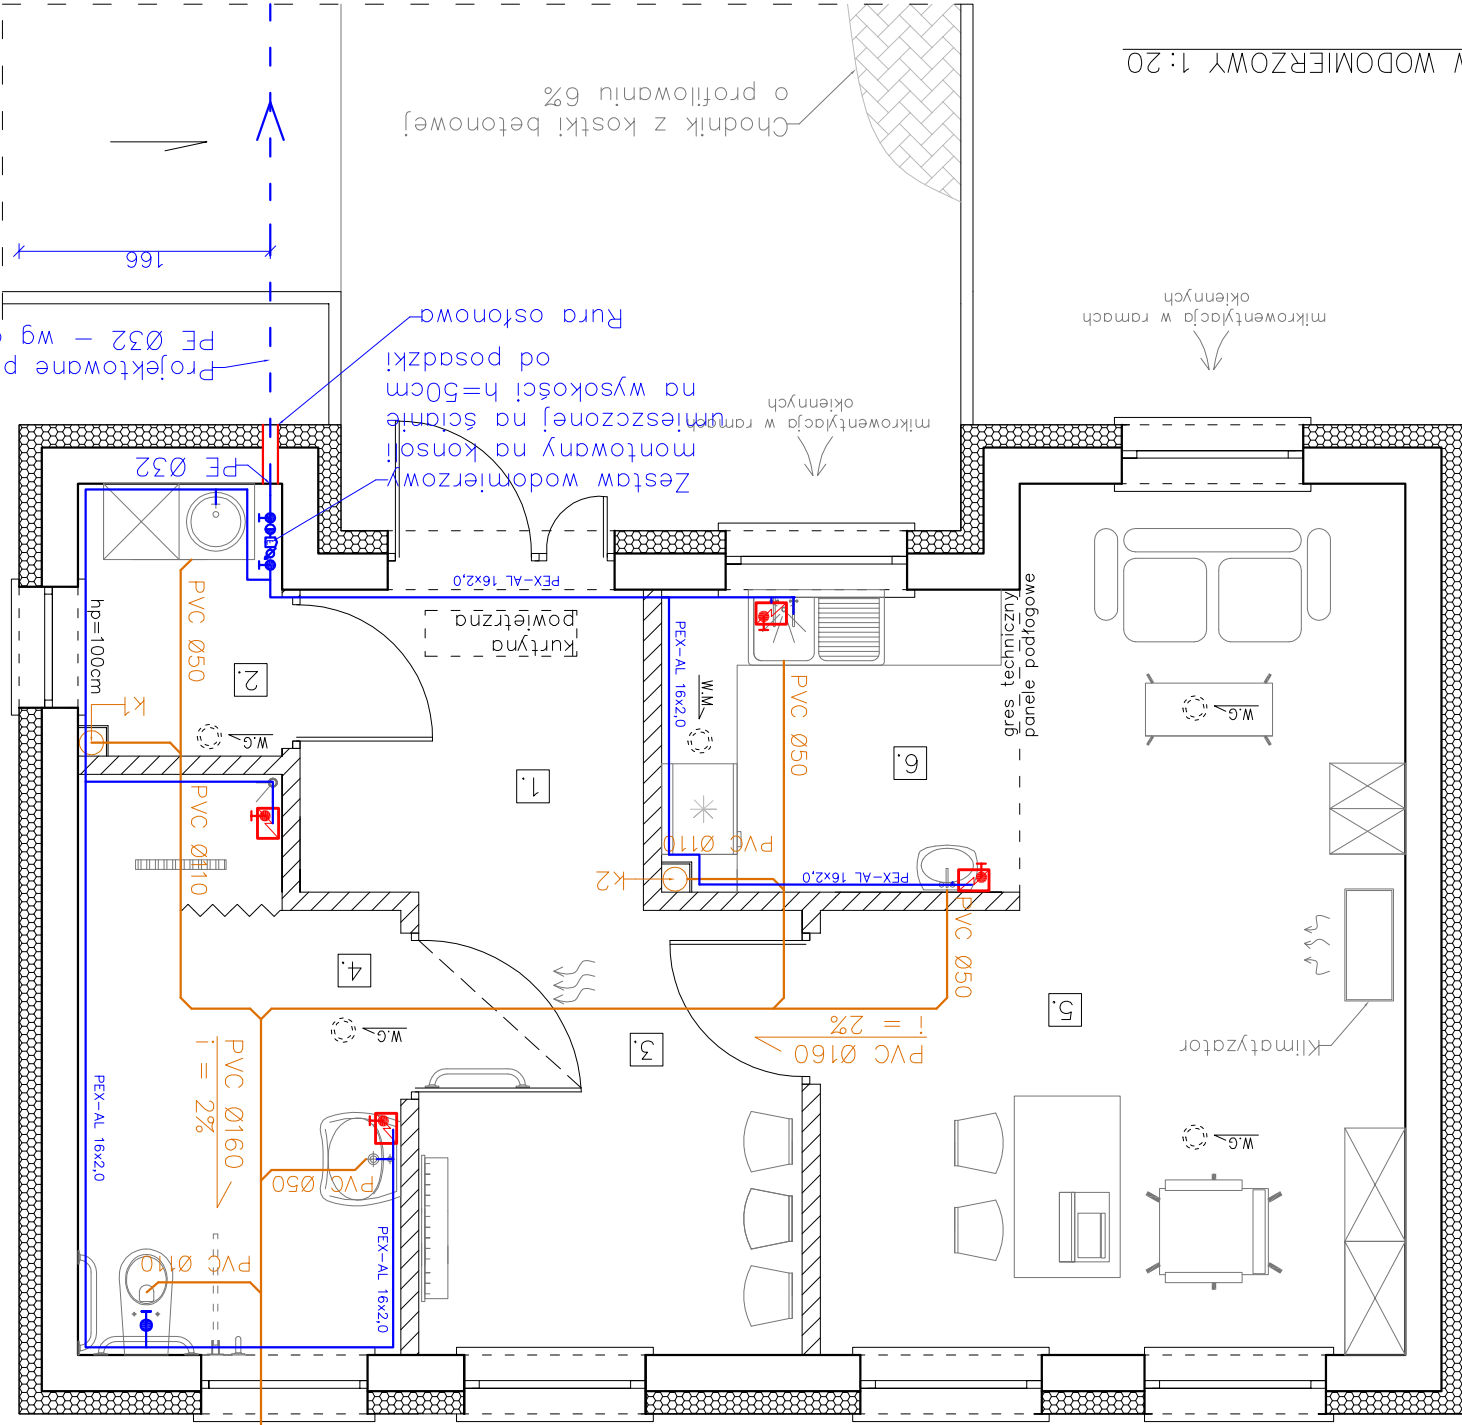 W WODOMIERZOWY 1:20
Chodnik z kostki betonowej
o profilowaniu 6%
166
Projektowane p
PE Ø32 – wg
Rura osłonowa
Zestaw wodomierzowy
montowany na konsoli
umieszczonej na ścianie
na wysokości h=50cm
od posadzki
mikrowentylacja w ramach
okiennych
mikrowentylacja w ramach
okiennych
PE Ø32
PEX-AL 16x2,0
kurtyna
powietrzna
hp=100cm
PVC Ø50
2.
k1
W.G
PVC Ø110
1.
PEX-AL 16x2,0
W.M.
PVC Ø50
6.
gres techniczny
panele podłogowe
W.G
PVC Ø110
k2
PEX-AL 16x2,0
PVC Ø50
4.
W.G
3.
PVC Ø160
i = 2%
5.
Klimatyzator
PVC Ø160
i = 2%
PEX-AL 16x2,0
PVC Ø50
PEX-AL 16x2,0
PVC Ø110
W.G